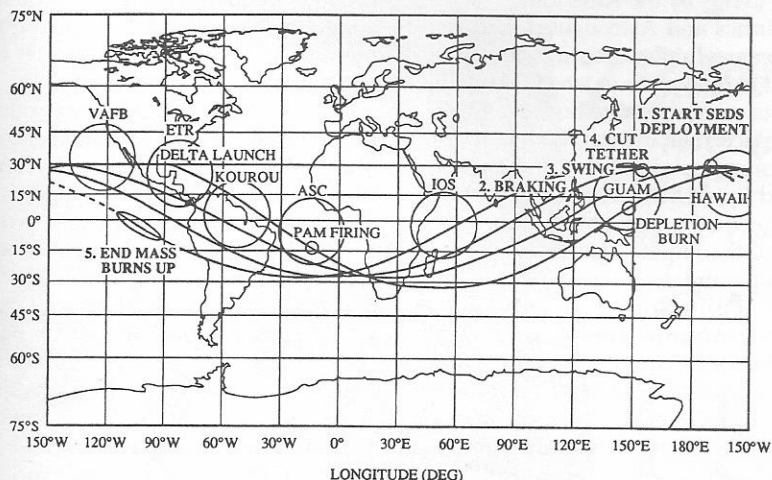 75°N
60°N
45°N
30°N
15°N
0°N
15°S
30°S
45°S
60°S
75°S
VAFB
ETR
DELTA LAUNCH
KOUROU
ASC
PAM FIRING
IOS
2. BRAKING
3. SWING
4. CUT
TETHER
1. START SEDS
DEPLOYMENT
GUAM
HAWAII
DEPLETION
BURN
5. END MASS
BURNS UP
150°W 120°W 90°W 60°W 30°W 0° 30°E 60°E 90°E 120°E 150°E 180°W 150°W
LONGITUDE (DEG)